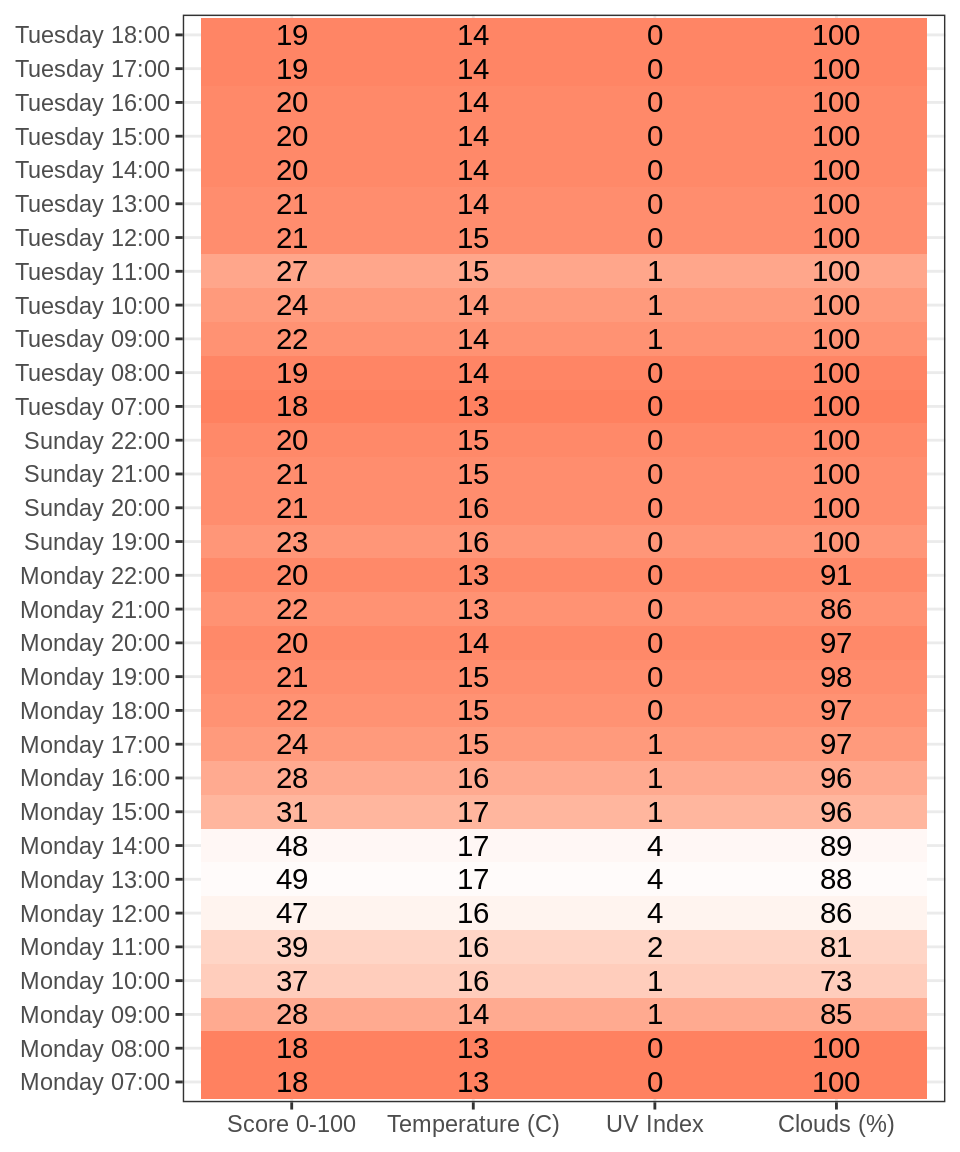 Tuesday 18:00 19 14 0 100
Tuesday 17:00 19 14 0 100
Tuesday 16:00 20 14 0 100
Tuesday 15:00 20 14 0 100
Tuesday 14:00 20 14 0 100
Tuesday 13:00 21 14 0 100
Tuesday 12:00 21 15 0 100
Tuesday 11:00 27 15 1 100
Tuesday 10:00 24 14 1 100
Tuesday 09:00 22 14 1 100
Tuesday 08:00 19 14 0 100
Tuesday 07:00 18 13 0 100
Sunday 22:00 20 15 0 100
Sunday 21:00 21 15 0 100
Sunday 20:00 21 16 0 100
Sunday 19:00 23 16 0 100
Monday 22:00 20 13 0 91
Monday 21:00 22 13 0 86
Monday 20:00 20 14 0 97
Monday 19:00 21 15 0 98
Monday 18:00 22 15 0 97
Monday 17:00 24 15 1 97
Monday 16:00 28 16 1 96
Monday 15:00 31 17 1 96
Monday 14:00 48 17 4 89
Monday 13:00 49 17 4 88
Monday 12:00 47 16 4 86
Monday 11:00 39 16 2 81
Monday 10:00 37 16 1 73
Monday 09:00 28 14 1 85
Monday 08:00 18 13 0 100
Monday 07:00 18 13 0 100
Score 0-100 Temperature (C) UV Index Clouds (%)